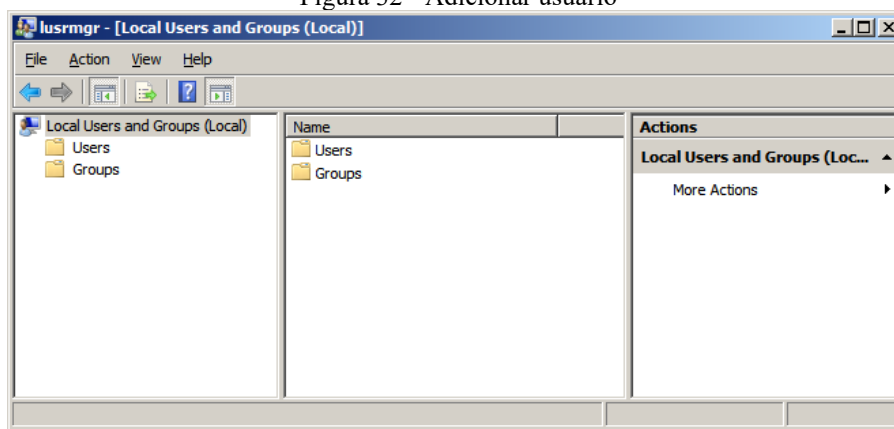 Figura 32 - Adicionar usuário
lusrmgr - [Local Users and Groups (Local)]
File Action View Help
Local Users and Groups (Local)
Users
Groups
Name
Users
Groups
Actions
Local Users and Groups (Loc...
More Actions